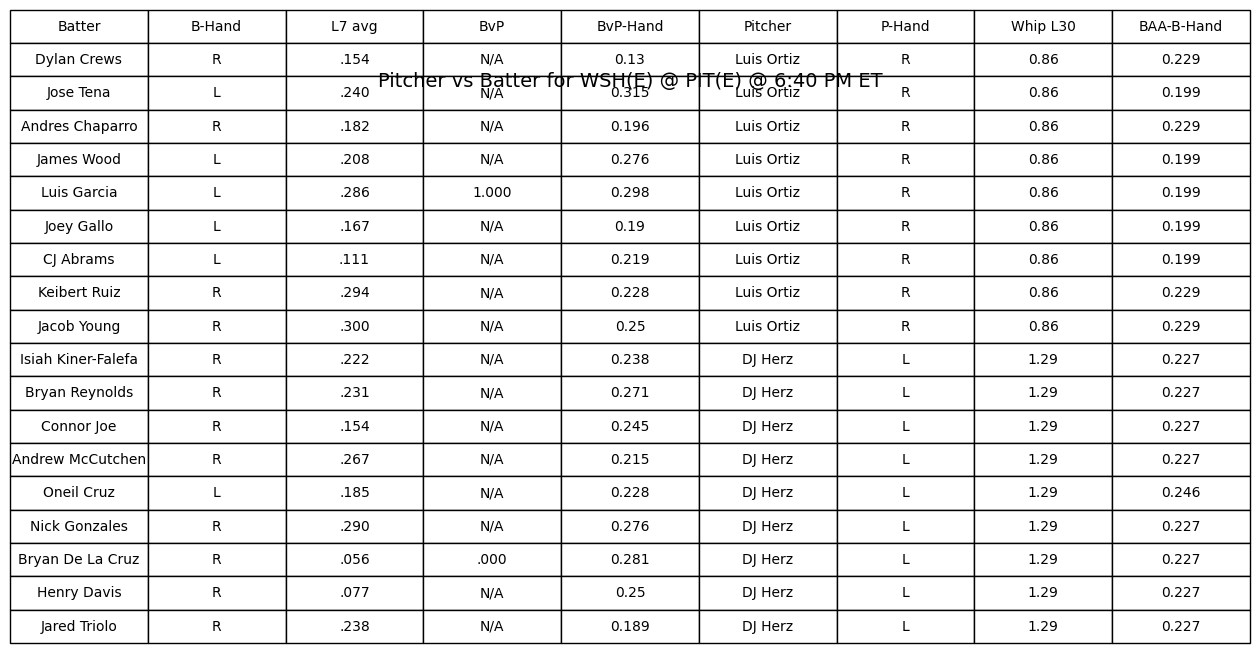 Batter B-Hand L7 avg BvP BvP-Hand Pitcher P-Hand Whip L30 BAA-B-Hand
Dylan Crews R .154 N/A 0.13 Luis Ortiz R 0.86 0.229
Pitcher vs Batter for WSH(E) @ PIT(E) @ 6:40 PM ET
Jose Tena L .240 N/A 0.315 Luis Ortiz R 0.86 0.199
Andres Chaparro R .182 N/A 0.196 Luis Ortiz R 0.86 0.229
James Wood L .208 N/A 0.276 Luis Ortiz R 0.86 0.199
Luis Garcia L .286 1.000 0.298 Luis Ortiz R 0.86 0.199
Joey Gallo L .167 N/A 0.19 Luis Ortiz R 0.86 0.199
CJ Abrams L .111 N/A 0.219 Luis Ortiz R 0.86 0.199
Keibert Ruiz R .294 N/A 0.228 Luis Ortiz R 0.86 0.229
Jacob Young R .300 N/A 0.25 Luis Ortiz R 0.86 0.229
Isiah Kiner-Falefa R .222 N/A 0.238 DJ Herz L 1.29 0.227
Bryan Reynolds R .231 N/A 0.271 DJ Herz L 1.29 0.227
Connor Joe R .154 N/A 0.245 DJ Herz L 1.29 0.227
Andrew McCutchen R .267 N/A 0.215 DJ Herz L 1.29 0.227
Oneil Cruz L .185 N/A 0.228 DJ Herz L 1.29 0.246
Nick Gonzales R .290 N/A 0.276 DJ Herz L 1.29 0.227
Bryan De La Cruz R .056 .000 0.281 DJ Herz L 1.29 0.227
Henry Davis R .077 N/A 0.25 DJ Herz L 1.29 0.227
Jared Triolo R .238 N/A 0.189 DJ Herz L 1.29 0.227